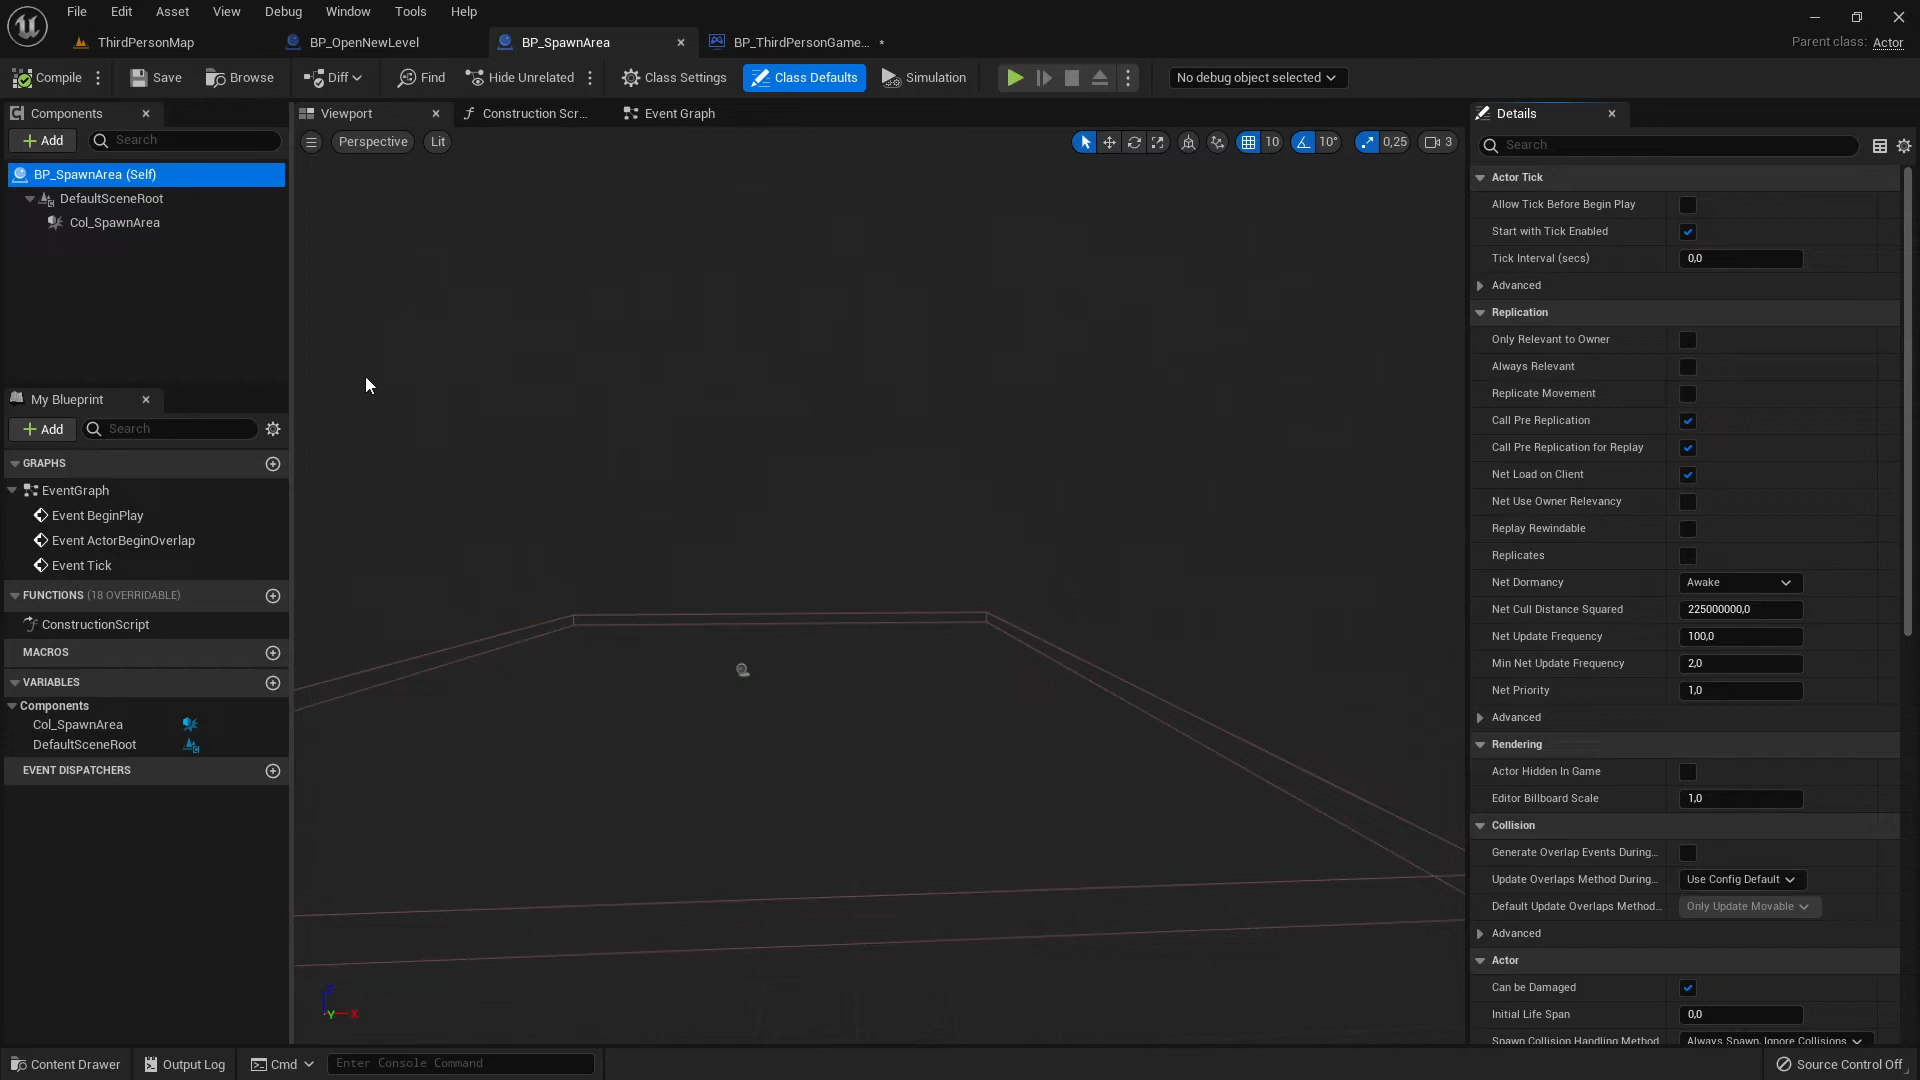 File Edit Asset View Debug Window Tools Help
ThirdPersonMap BP_OpenNewLevel BP_SpawnArea BP_ThirdPersonGame... *
Parent class: Actor
Compile Save Browse Diff Find Hide Unrelated Class Settings Class Defaults Simulation No debug object selected
Components Viewport Construction Scr... Event Graph Details
Add Search
Perspective Lit 10 10° 0,25 3
Search
BP_SpawnArea (Self)
DefaultSceneRoot
Col_SpawnArea
My Blueprint
Add Search
GRAPHS
EventGraph
Event BeginPlay
Event ActorBeginOverlap
Event Tick
FUNCTIONS (18 OVERRIDABLE)
ConstructionScript
MACROS
VARIABLES
Components
Col_SpawnArea
DefaultSceneRoot
EVENT DISPATCHERS
Z
Y X
Actor Tick
Allow Tick Before Begin Play
Start with Tick Enabled
Tick Interval (secs) 0,0
Advanced
Replication
Only Relevant to Owner
Always Relevant
Replicate Movement
Call Pre Replication
Call Pre Replication for Replay
Net Load on Client
Net Use Owner Relevancy
Replay Rewindable
Replicates
Net Dormancy Awake
Net Cull Distance Squared 225000000,0
Net Update Frequency 100,0
Min Net Update Frequency 2,0
Net Priority 1,0
Advanced
Rendering
Actor Hidden In Game
Editor Billboard Scale 1,0
Collision
Generate Overlap Events During...
Update Overlaps Method During... Use Config Default
Default Update Overlaps Method... Only Update Movable
Advanced
Actor
Can be Damaged
Initial Life Span 0,0
Spawn Collision Handling Method Always Spawn, Ignore Collisions
Content Drawer Output Log Cmd Enter Console Command Source Control Off